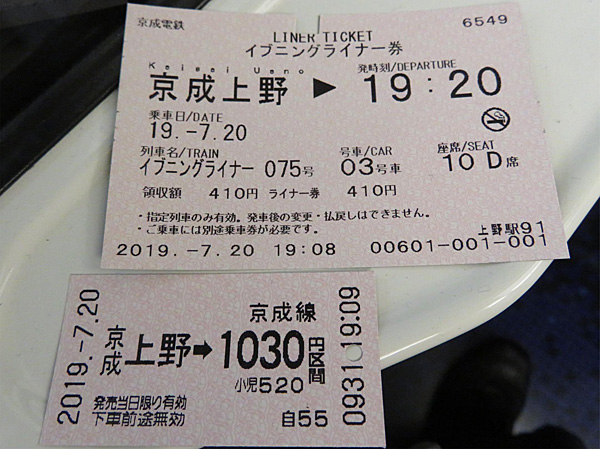 京成電鉄
6549
LINER TICKET
イブニングライナー券
Keisei Ueno
発時刻/DEPARTURE
京成上野 ▶ 19:20
乗車日/DATE
19.-7.20
列車名/TRAIN 号車/CAR 座席/SEAT
イブニングライナー 075号 03号車 10 D席
領収額 410円 ライナー券 410円
・指定列車のみ有効。発車後の変更・払戻しはできません。
・ご乗車には別途乗車券が必要です。
上野駅91
2019.-7.20 19:08 00601-001-001
2019.-7.20
京成線
京成上野➡1030円区間
小児520
発売当日限り有効
下車前途無効
自55
0931 19:09